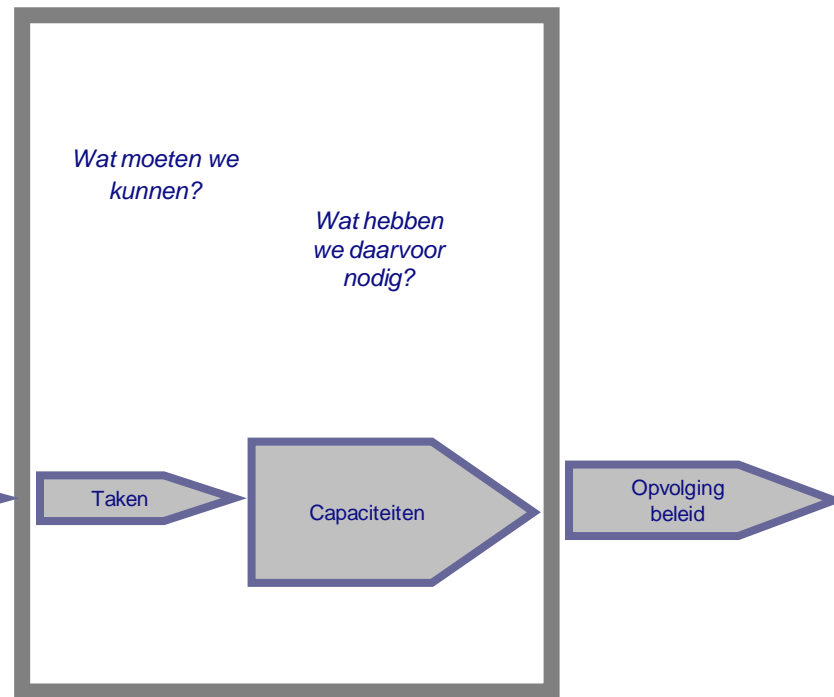 Wat moeten we
kunnen?
Wat hebben
we daarvoor
nodig?
Taken
Capaciteiten
Opvolging
beleid